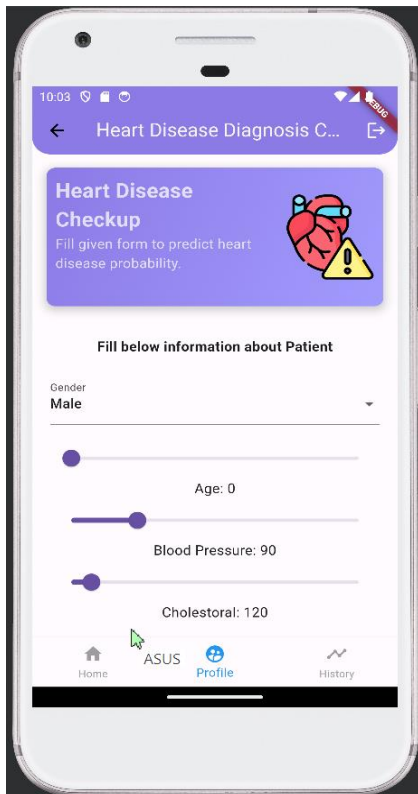 10:03
DEBUG
Heart Disease Diagnosis C...
Heart Disease
Checkup
Fill given form to predict heart
disease probability.
Fill below information about Patient
Gender
Male
Age: 0
Blood Pressure: 90
Cholestoral: 120
Home
ASUS
Profile
History